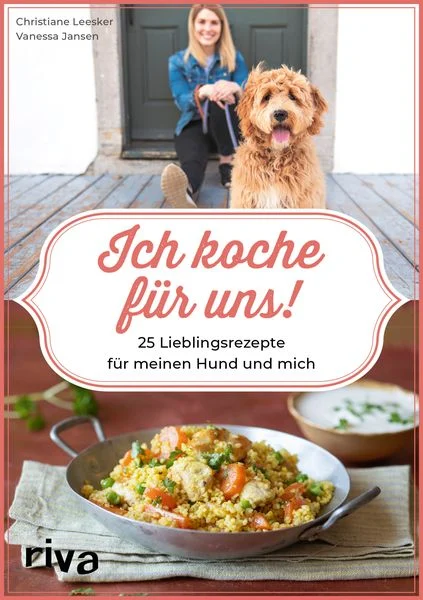 Christiane Leesker
Vanessa Jansen
Ich koche
für uns!
25 Lieblingsrezepte
für meinen Hund und mich
riva